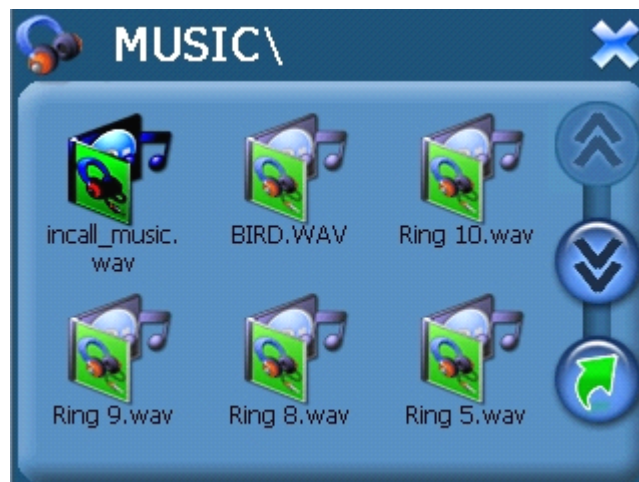 MUSIC\
incall_music.
wav
BIRD.WAV
Ring 10.wav
Ring 9.wav
Ring 8.wav
Ring 5.wav